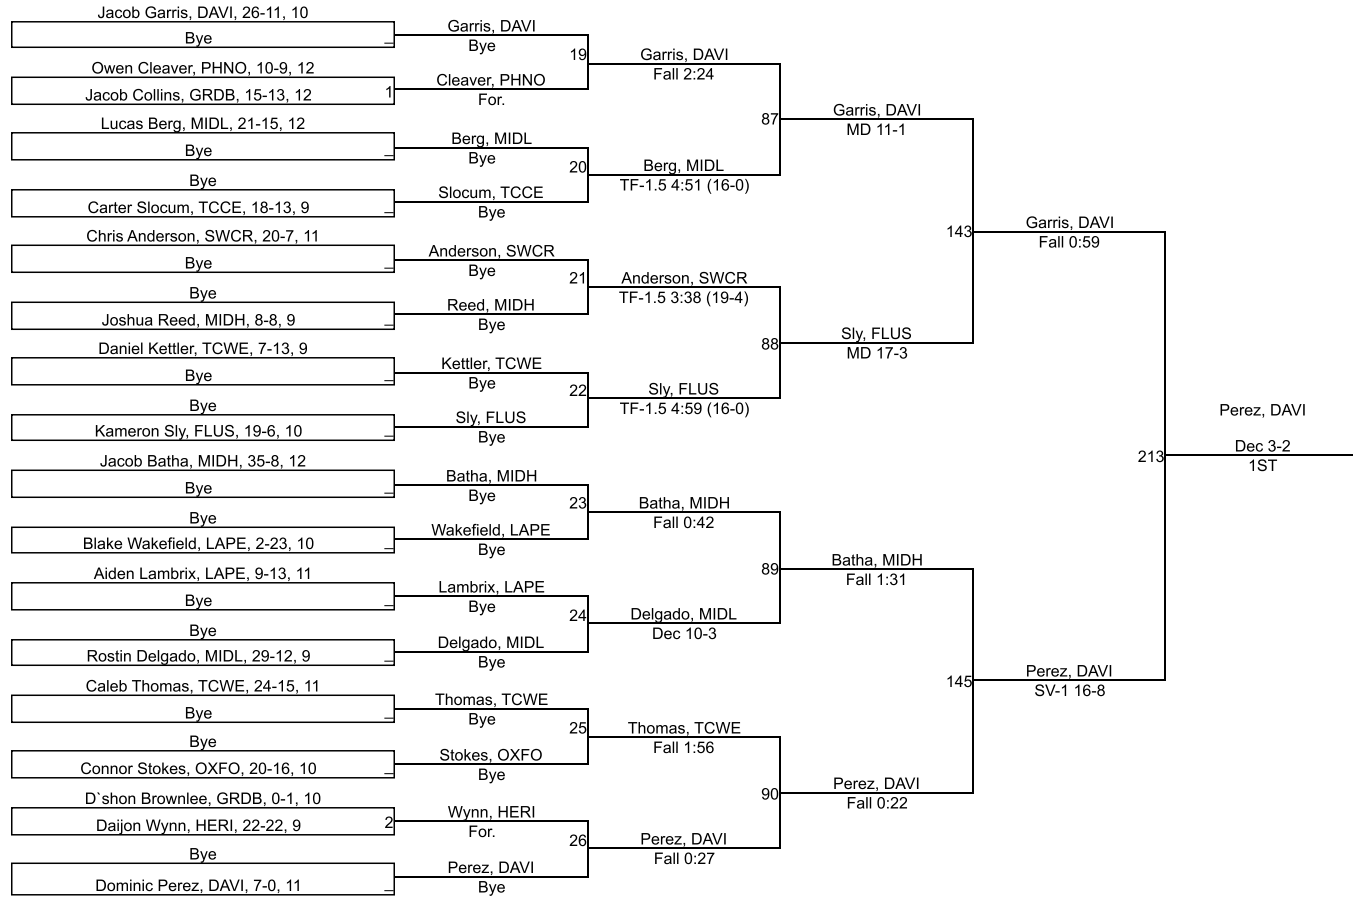 Jacob Garris, DAVI, 26-11, 10
Bye
_
Owen Cleaver, PHNO, 10-9, 12
Jacob Collins, GRDB, 15-13, 12
1
Lucas Berg, MIDL, 21-15, 12
Bye
_
Bye
Carter Slocum, TCCE, 18-13, 9
_
Chris Anderson, SWCR, 20-7, 11
Bye
_
Bye
Joshua Reed, MIDH, 8-8, 9
_
Daniel Kettler, TCWE, 7-13, 9
Bye
_
Bye
Kameron Sly, FLUS, 19-6, 10
_
Jacob Batha, MIDH, 35-8, 12
Bye
_
Bye
Blake Wakefield, LAPE, 2-23, 10
_
Aiden Lambrix, LAPE, 9-13, 11
Bye
_
Bye
Rostin Delgado, MIDL, 29-12, 9
_
Caleb Thomas, TCWE, 24-15, 11
Bye
_
Bye
Connor Stokes, OXFO, 20-16, 10
_
D`shon Brownlee, GRDB, 0-1, 10
Daijon Wynn, HERI, 22-22, 9
2
Bye
Dominic Perez, DAVI, 7-0, 11
_
Garris, DAVI
Bye
19
Cleaver, PHNO
For.
Berg, MIDL
Bye
20
Slocum, TCCE
Bye
Anderson, SWCR
Bye
21
Reed, MIDH
Bye
Kettler, TCWE
Bye
22
Sly, FLUS
Bye
Batha, MIDH
Bye
23
Wakefield, LAPE
Bye
Lambrix, LAPE
Bye
24
Delgado, MIDL
Bye
Thomas, TCWE
Bye
25
Stokes, OXFO
Bye
Wynn, HERI
For.
26
Perez, DAVI
Bye
Garris, DAVI
Fall 2:24
87
Berg, MIDL
TF-1.5 4:51 (16-0)
Anderson, SWCR
TF-1.5 3:38 (19-4)
88
Sly, FLUS
TF-1.5 4:59 (16-0)
Batha, MIDH
Fall 0:42
89
Delgado, MIDL
Dec 10-3
Thomas, TCWE
Fall 1:56
90
Perez, DAVI
Fall 0:27
Garris, DAVI
MD 11-1
143
Sly, FLUS
MD 17-3
Batha, MIDH
Fall 1:31
145
Perez, DAVI
Fall 0:22
Garris, DAVI
Fall 0:59
213
Perez, DAVI
SV-1 16-8
Perez, DAVI
Dec 3-2
1ST